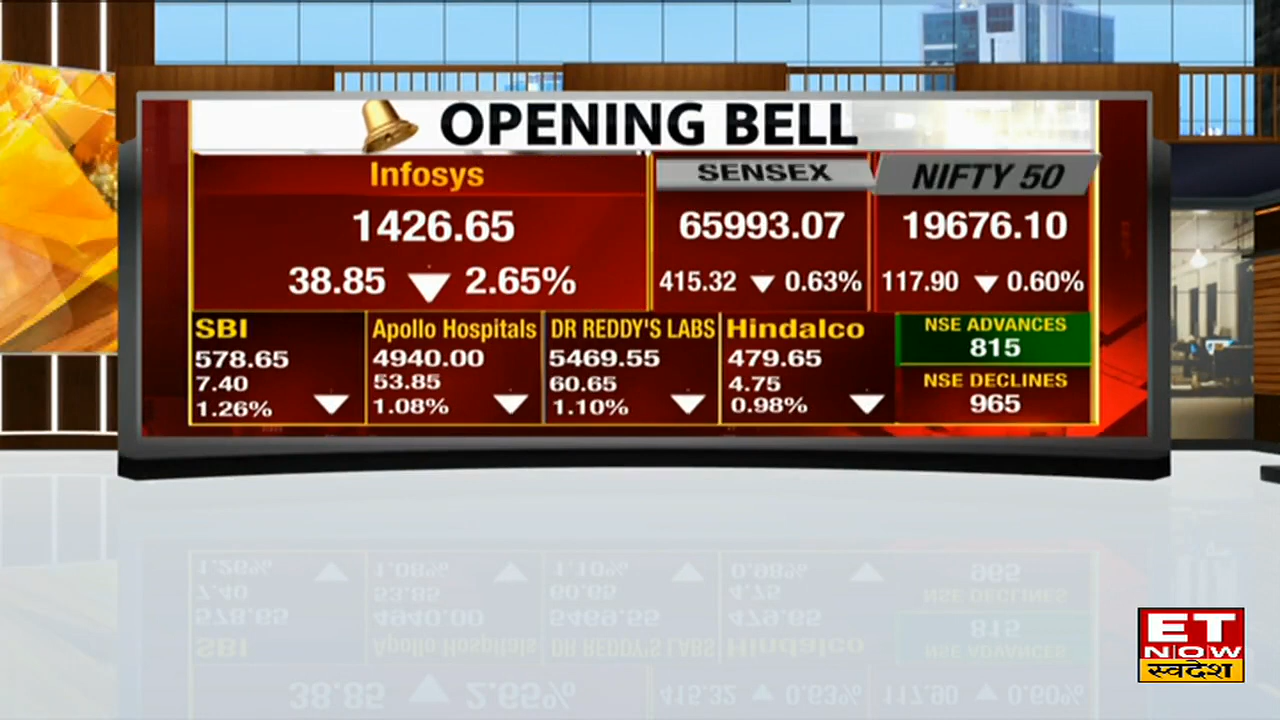 OPENING BELL
Infosys
1426.65
38.85 ▼ 2.65%
SENSEX
65993.07
415.32 ▼ 0.63%
NIFTY 50
19676.10
117.90 ▼ 0.60%
SBI
578.65
7.40
1.26% ▼
Apollo Hospitals
4940.00
53.85
1.08% ▼
DR REDDY'S LABS
5469.55
60.65
1.10% ▼
Hindalco
479.65
4.75
0.98% ▼
NSE ADVANCES
815
NSE DECLINES
965
ET
NOW
स्वदेश